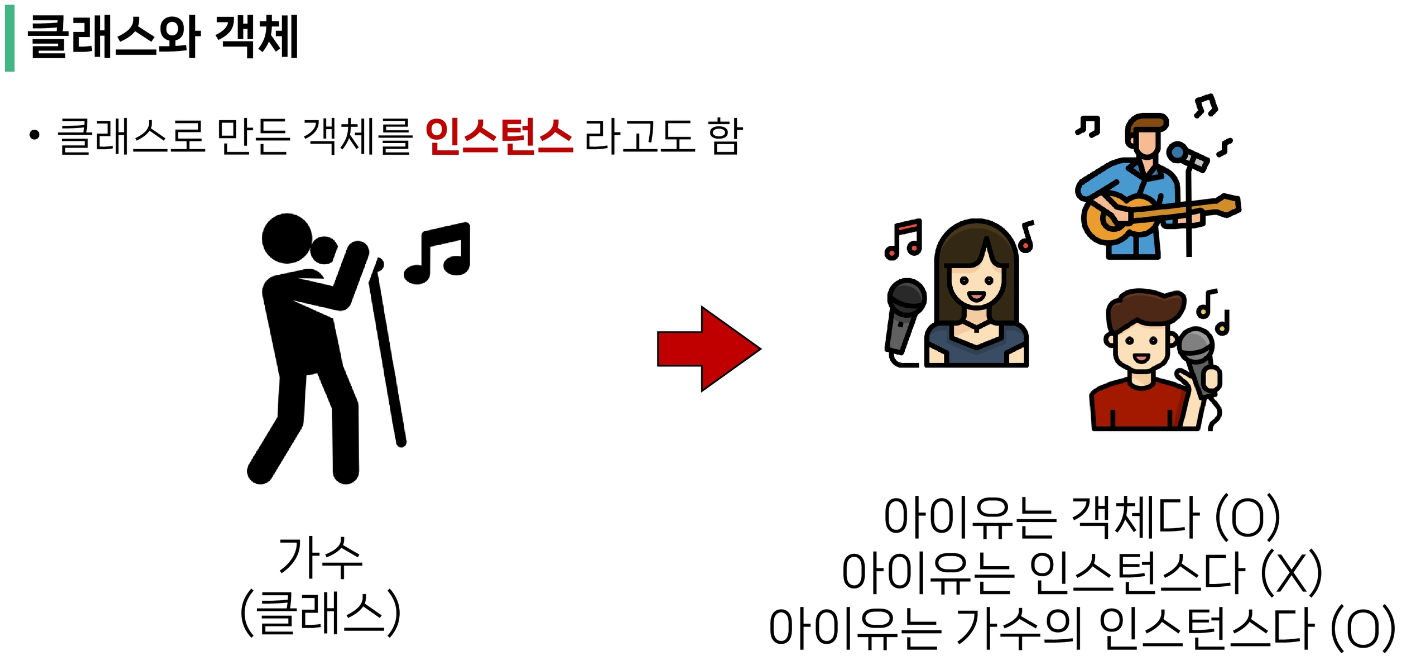 클래스와 객체
• 클래스로 만든 객체를 인스턴스 라고도 함
가수
(클래스)
아이유는 객체다 (O)
아이유는 인스턴스다 (X)
아이유는 가수의 인스턴스다 (O)